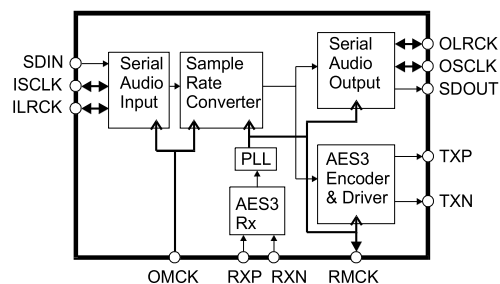 SDIN
ISCLK
ILRCK
Serial
Audio
Input
Sample
Rate
Converter
Serial
Audio
Output
OLRCK
OSCLK
SDOUT
PLL
AES3
Rx
AES3
Encoder
& Driver
TXP
TXN
OMCK
RXP
RXN
RMCK